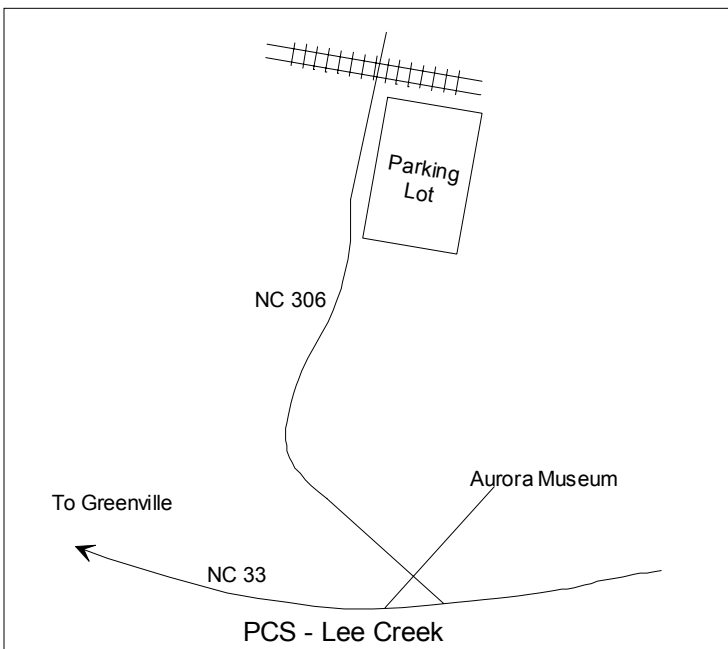 Parking
Lot
NC 306
Aurora Museum
To Greenville
NC 33
PCS - Lee Creek